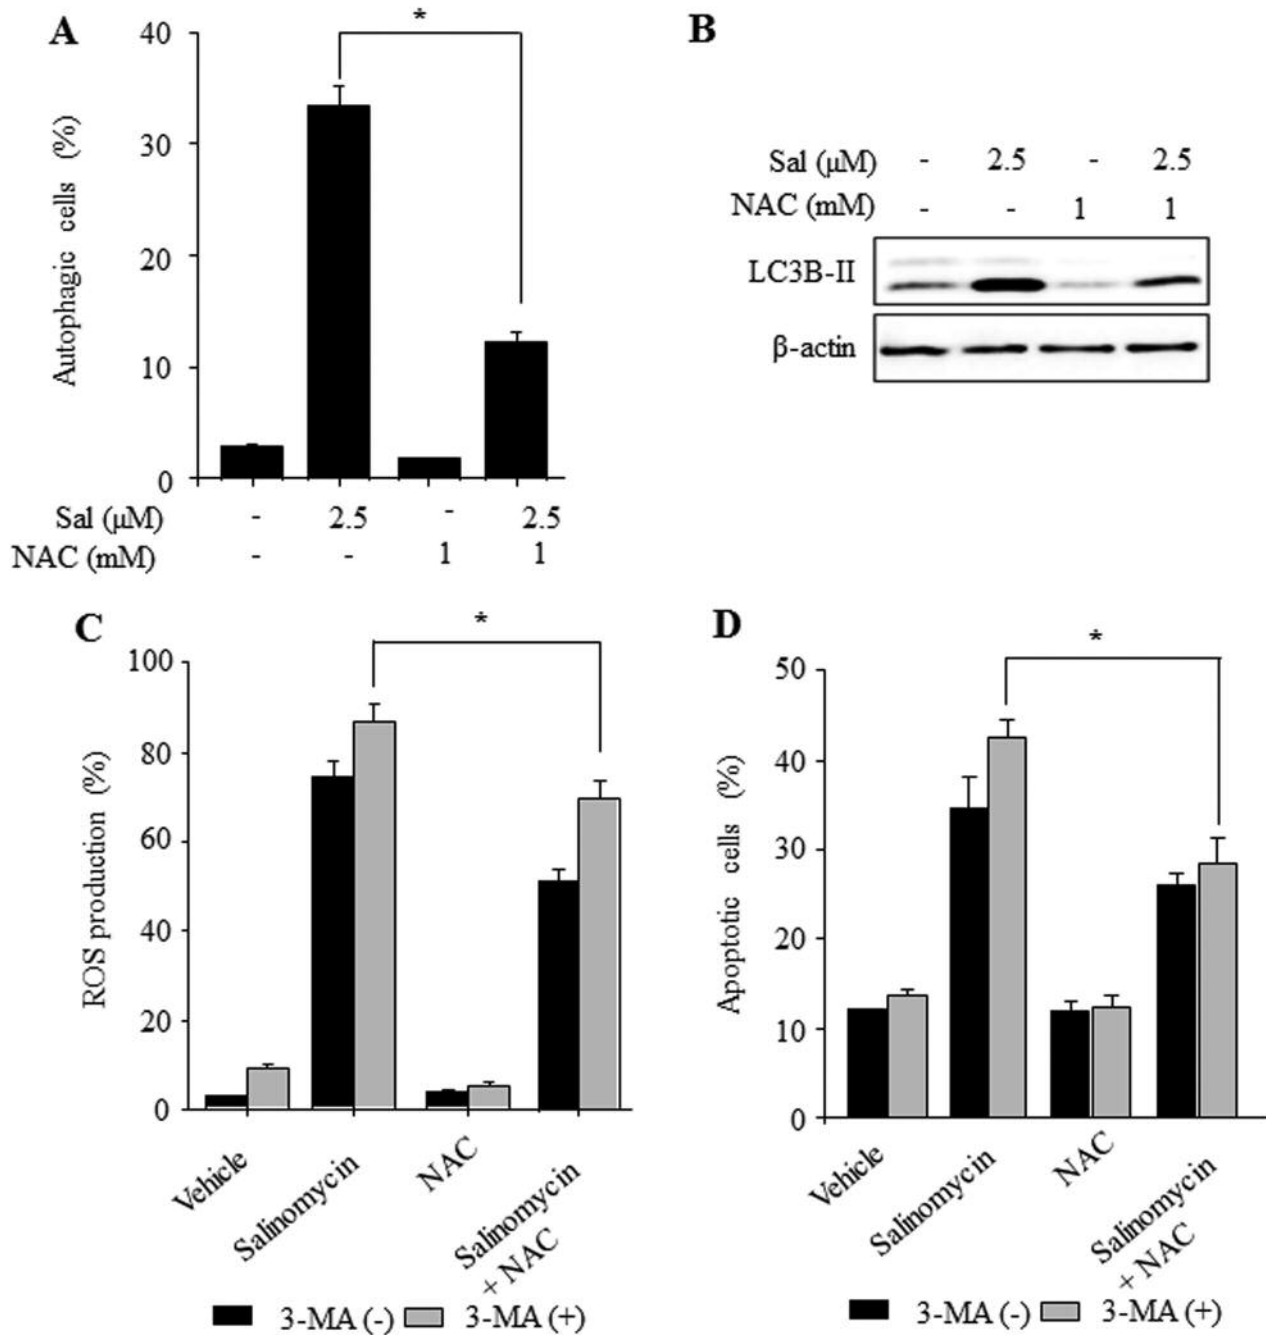 A
*
40
30
20
10
0
Autophagic cells (%)
Sal (μM) - 2.5 - 2.5
NAC (mM) - - 1 1
B
Sal (μM) - 2.5 - 2.5
NAC (mM) - - 1 1
LC3B-II
β-actin
C
*
100
80
60
40
20
0
ROS production (%)
Vehicle
Salinomycin
NAC
Salinomycin
+ NAC
3-MA (-) 3-MA (+)
D
*
50
40
30
20
10
0
Apoptotic cells (%)
Vehicle
Salinomycin
NAC
Salinomycin
+ NAC
3-MA (-) 3-MA (+)